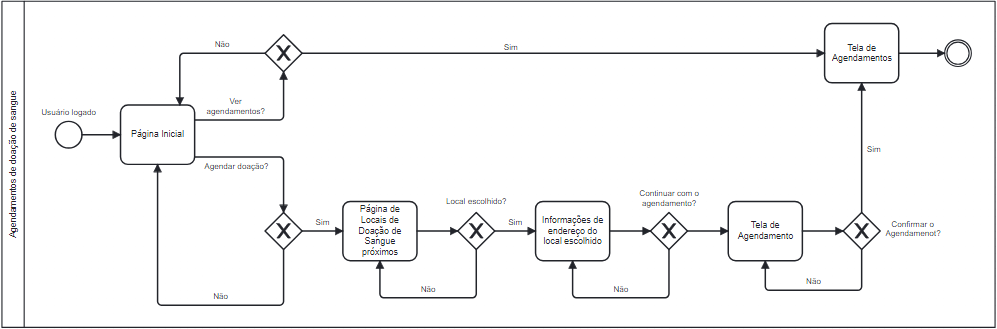 Agendamentos de doação de sangue
Usuário logado
Página Inicial
Não
Ver
agendamentos?
Sim
Tela de
Agendamentos
Agendar doação?
Não
Sim
Página de
Locais de
Doação de
Sangue
próximos
Local escolhido?
Não
Sim
Informações de
endereço do
local escolhido
Continuar com o
agendamento?
Não
Tela de
Agendamento
Não
Confirmar o
Agendamenot?
Sim